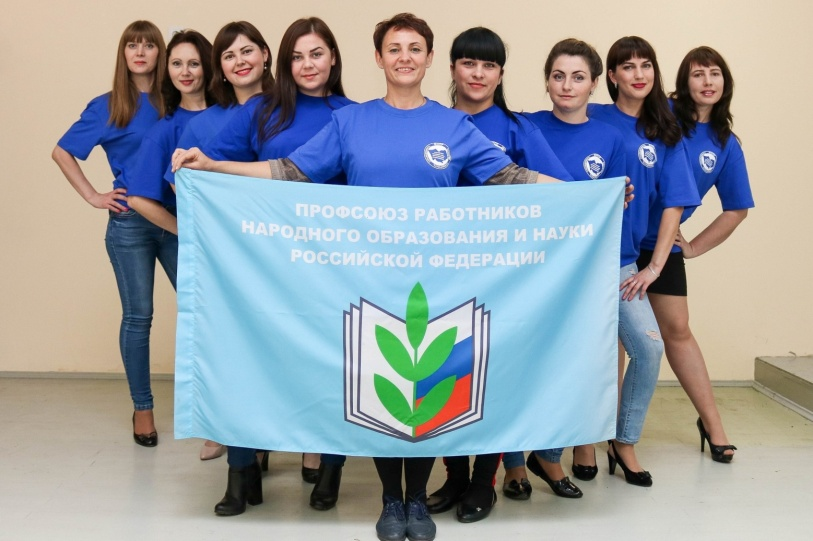 ПРОФСОЮЗ РАБОТНИКОВ
НАРОДНОГО ОБРАЗОВАНИЯ И НАУКИ
РОССИЙСКОЙ ФЕДЕРАЦИИ